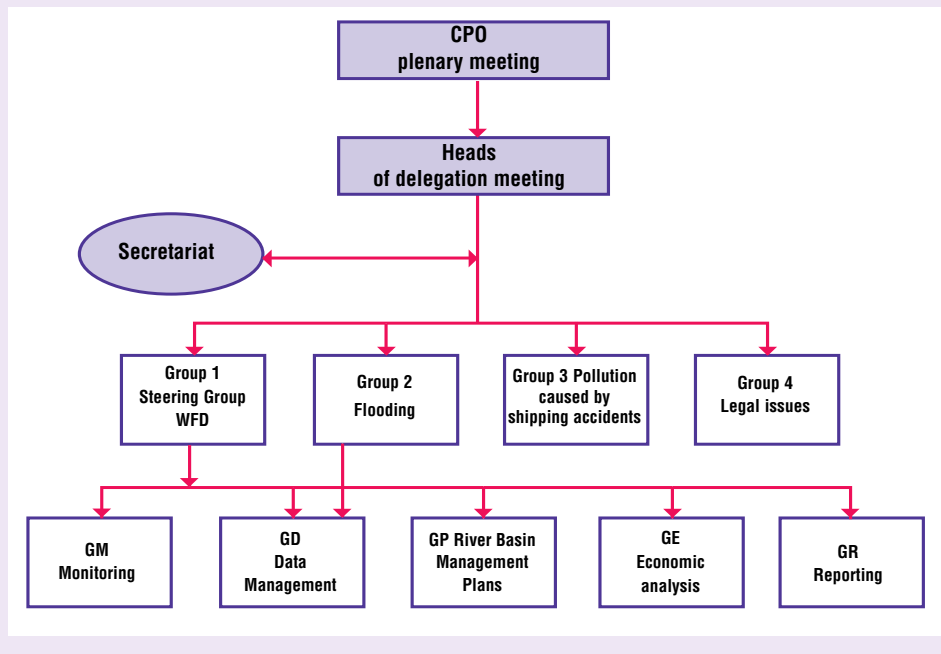 CPO
plenary meeting
Heads
of delegation meeting
Secretariat
Group 1
Steering Group
WFD
Group 2
Flooding
Group 3 Pollution
caused by
shipping accidents
Group 4
Legal issues
GM
Monitoring
GD
Data
Management
GP River Basin
Management
Plans
GE
Economic
analysis
GR
Reporting